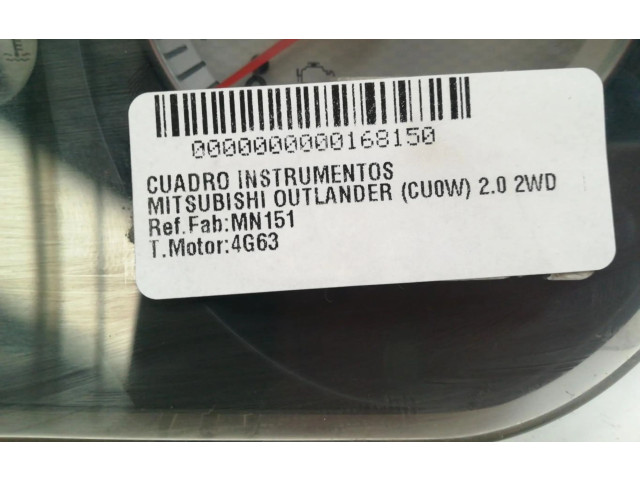 0000000000168150
CUADRO INSTRUMENTOS
MITSUBISHI OUTLANDER (CU0W) 2.0 2WD
Ref.Fab:MN151
T.Motor:4G63